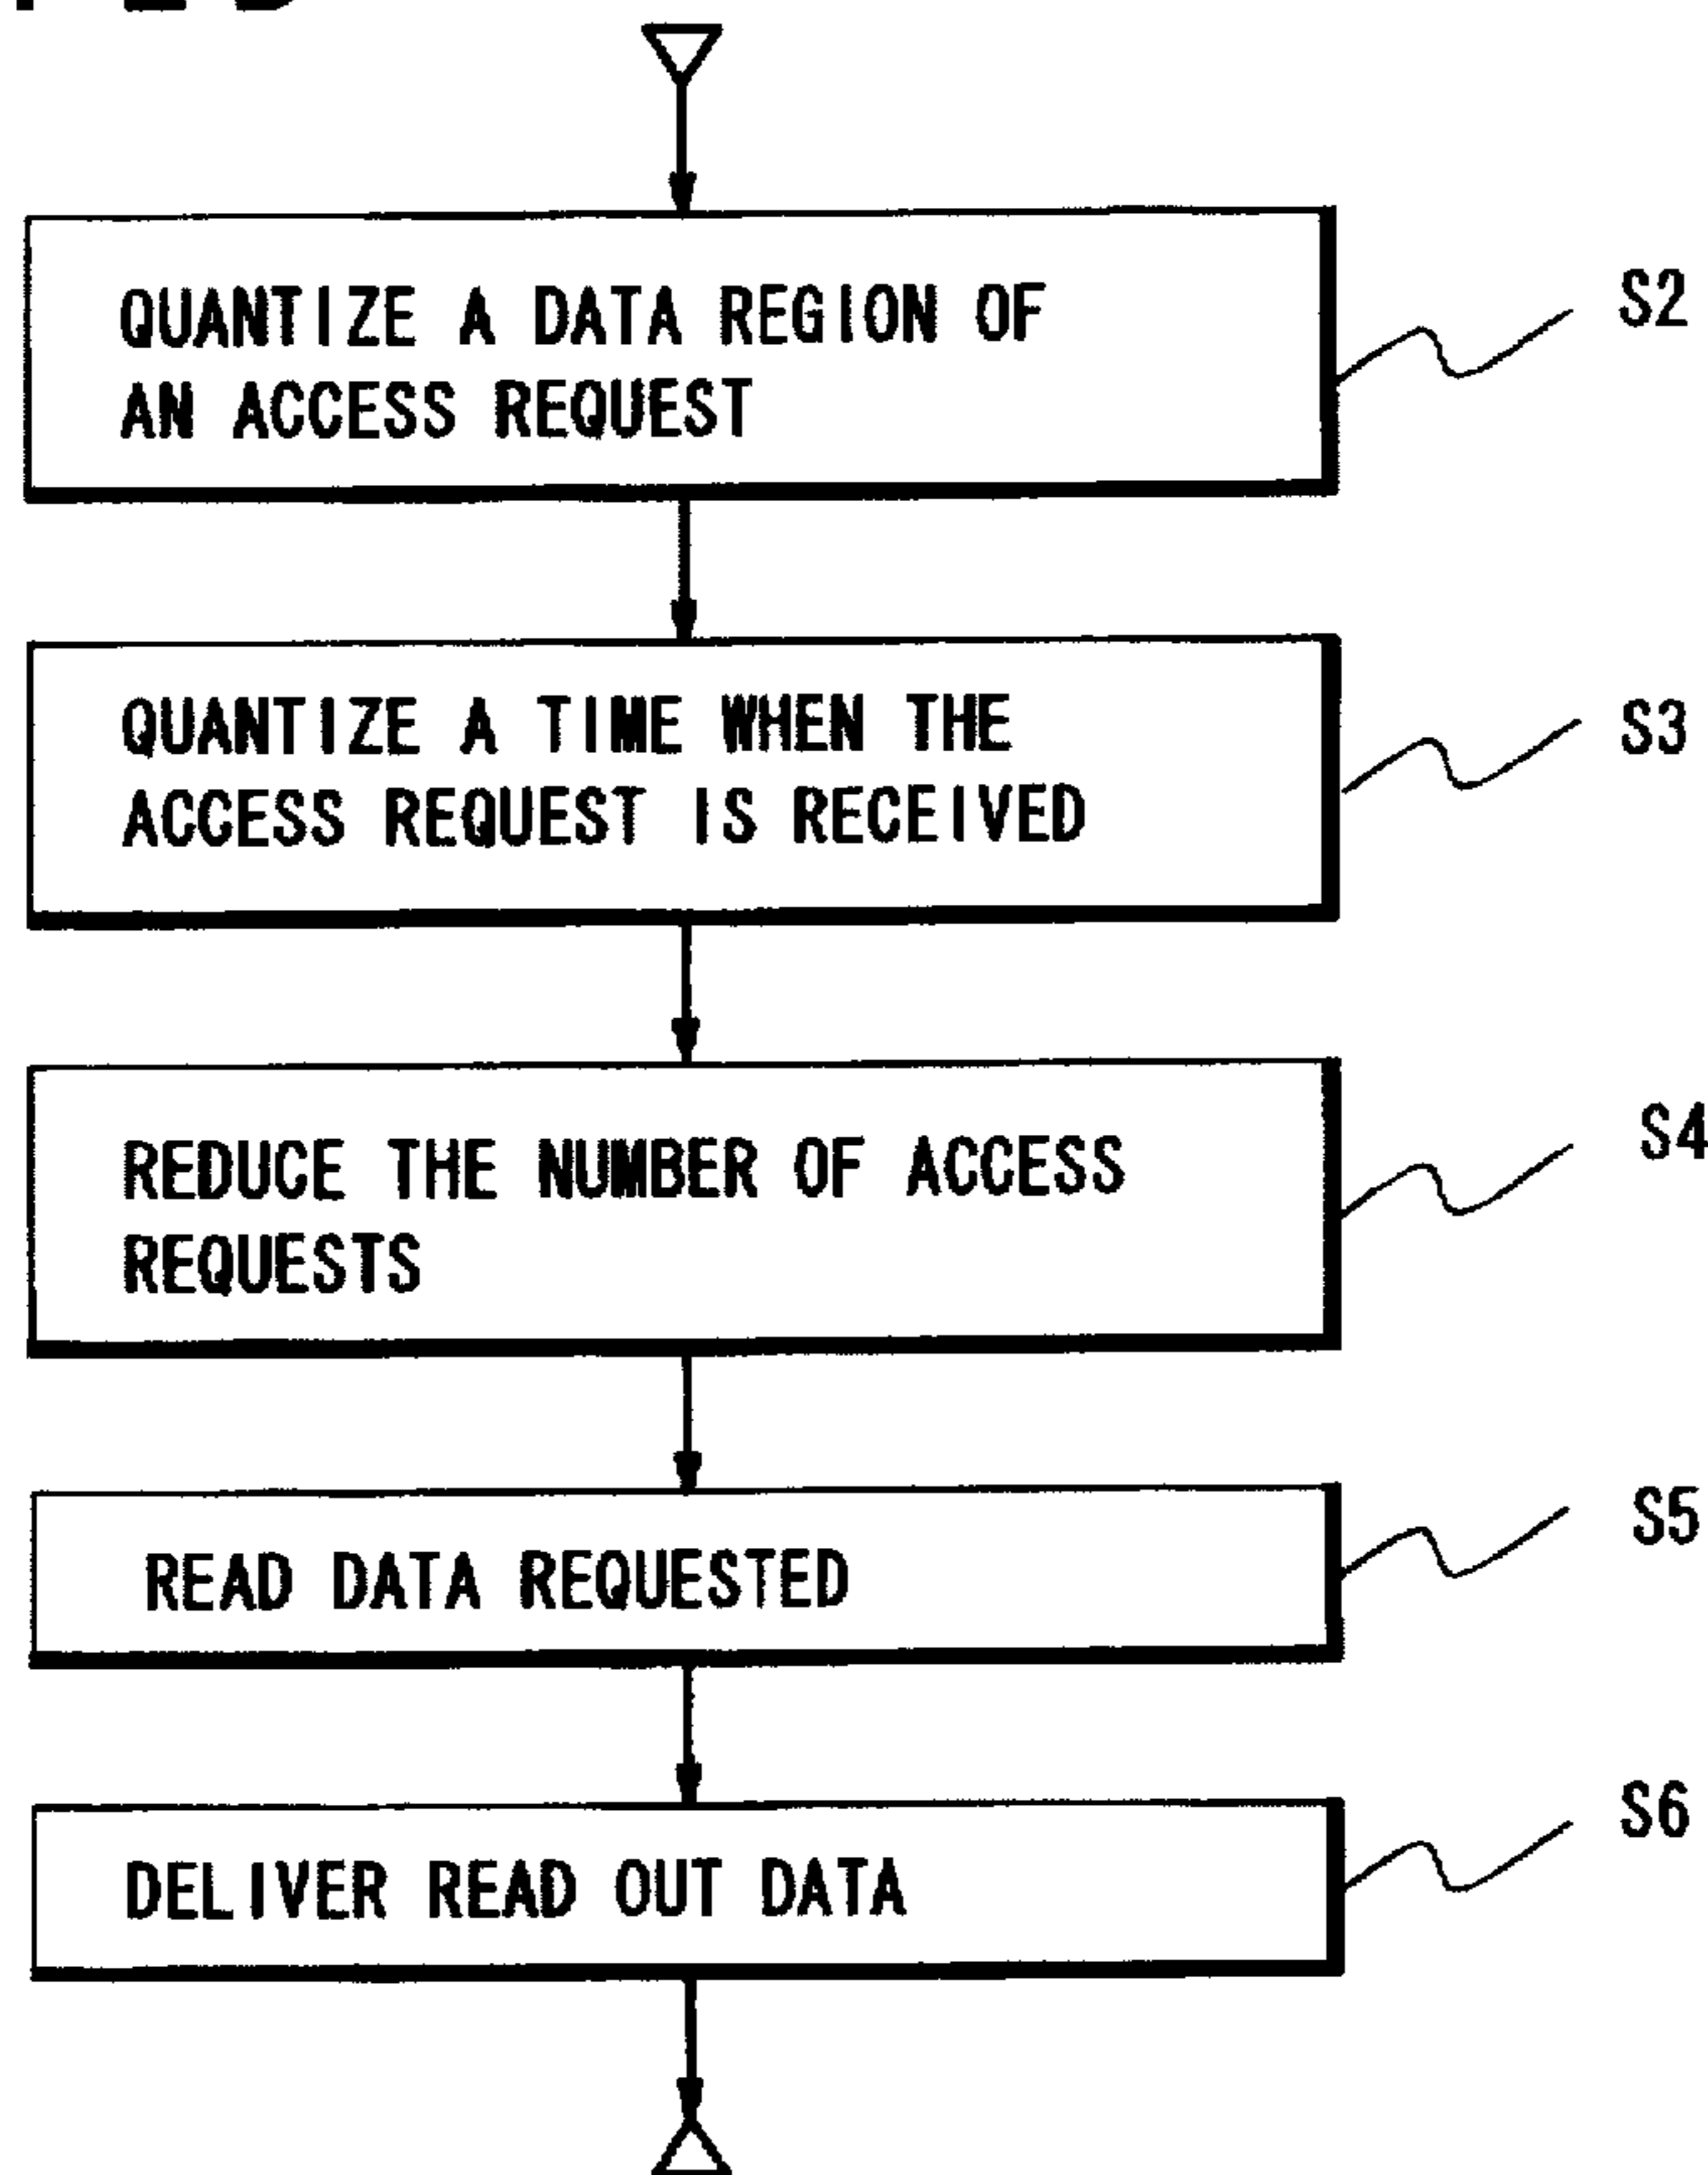 QUANTIZE A DATA REGION OF
AN ACCESS REQUEST
S2
QUANTIZE A TIME WHEN THE
ACCESS REQUEST IS RECEIVED
S3
REDUCE THE NUMBER OF ACCESS
REQUESTS
S4
READ DATA REQUESTED
S5
DELIVER READ OUT DATA
S6